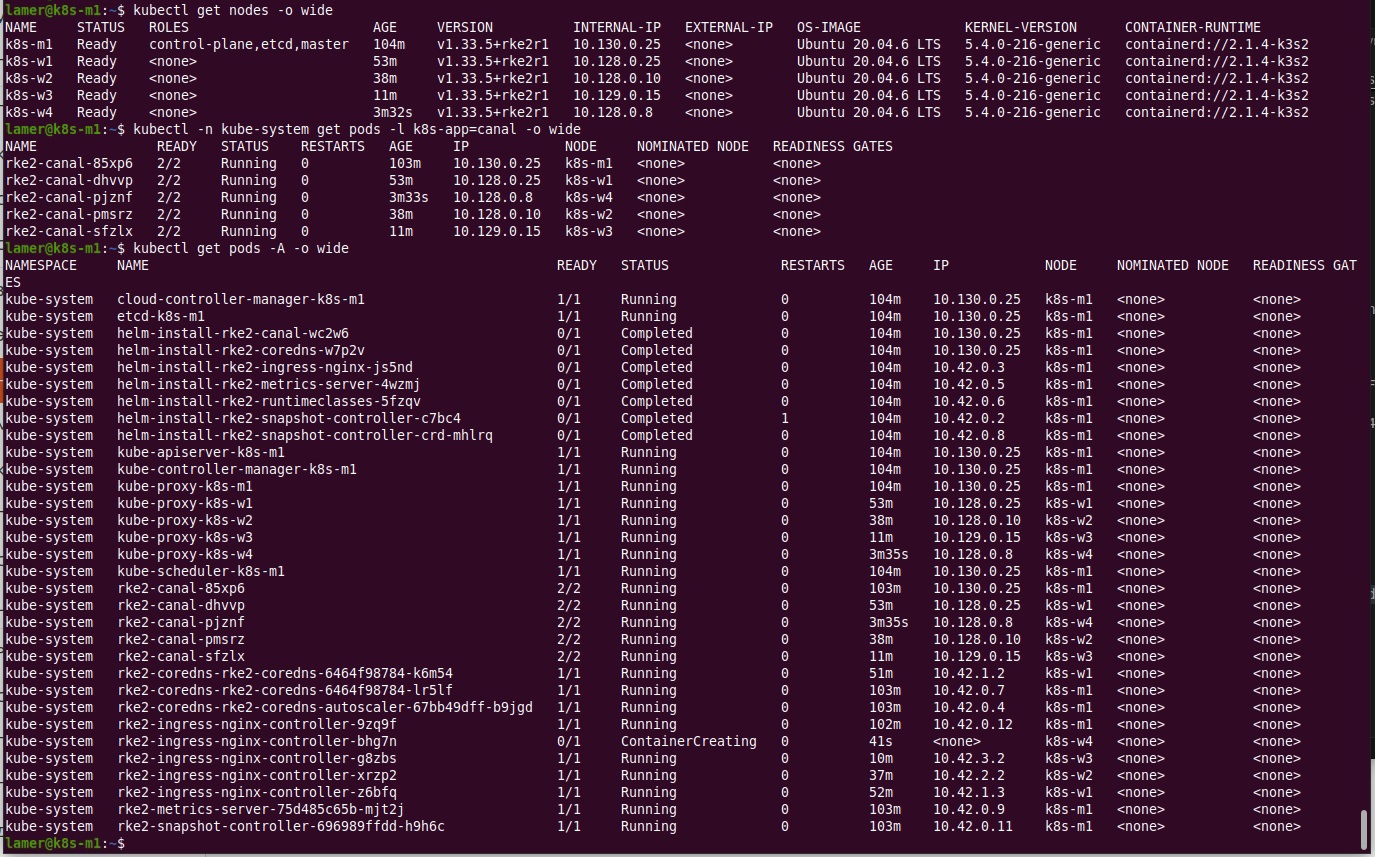 lamer@k8s-m1:~$ kubectl get nodes -o wide
NAME STATUS ROLES AGE VERSION INTERNAL-IP EXTERNAL-IP OS-IMAGE KERNEL-VERSION CONTAINER-RUNTIME
k8s-m1 Ready control-plane,etcd,master 104m v1.33.5+rke2r1 10.130.0.25 <none> Ubuntu 20.04.6 LTS 5.4.0-216-generic containerd://2.1.4-k3s2
k8s-w1 Ready <none> 53m v1.33.5+rke2r1 10.128.0.25 <none> Ubuntu 20.04.6 LTS 5.4.0-216-generic containerd://2.1.4-k3s2
k8s-w2 Ready <none> 38m v1.33.5+rke2r1 10.128.0.10 <none> Ubuntu 20.04.6 LTS 5.4.0-216-generic containerd://2.1.4-k3s2
k8s-w3 Ready <none> 11m v1.33.5+rke2r1 10.129.0.15 <none> Ubuntu 20.04.6 LTS 5.4.0-216-generic containerd://2.1.4-k3s2
k8s-w4 Ready <none> 3m32s v1.33.5+rke2r1 10.128.0.8 <none> Ubuntu 20.04.6 LTS 5.4.0-216-generic containerd://2.1.4-k3s2
lamer@k8s-m1:~$ kubectl -n kube-system get pods -l k8s-app=canal -o wide
NAME READY STATUS RESTARTS AGE IP NODE NOMINATED NODE READINESS GATES
rke2-canal-85xp6 2/2 Running 0 103m 10.130.0.25 k8s-m1 <none> <none>
rke2-canal-dhvvp 2/2 Running 0 53m 10.128.0.25 k8s-w1 <none> <none>
rke2-canal-pjznf 2/2 Running 0 3m33s 10.128.0.8 k8s-w4 <none> <none>
rke2-canal-pmsrz 2/2 Running 0 38m 10.128.0.10 k8s-w2 <none> <none>
rke2-canal-sfzlx 2/2 Running 0 11m 10.129.0.15 k8s-w3 <none> <none>
lamer@k8s-m1:~$ kubectl get pods -A -o wide
NAMESPACE NAME READY STATUS RESTARTS AGE IP NODE NOMINATED NODE READINESS GAT
ES
kube-system cloud-controller-manager-k8s-m1 1/1 Running 0 104m 10.130.0.25 k8s-m1 <none> <none>
kube-system etcd-k8s-m1 1/1 Running 0 104m 10.130.0.25 k8s-m1 <none> <none>
kube-system helm-install-rke2-canal-wc2w6 0/1 Completed 0 104m 10.130.0.25 k8s-m1 <none> <none>
kube-system helm-install-rke2-coredns-w7p2v 0/1 Completed 0 104m 10.130.0.25 k8s-m1 <none> <none>
kube-system helm-install-rke2-ingress-nginx-js5nd 0/1 Completed 0 104m 10.42.0.3 k8s-m1 <none> <none>
kube-system helm-install-rke2-metrics-server-4wzmj 0/1 Completed 0 104m 10.42.0.5 k8s-m1 <none> <none>
kube-system helm-install-rke2-runtimeclasses-5fzqv 0/1 Completed 0 104m 10.42.0.6 k8s-m1 <none> <none>
kube-system helm-install-rke2-snapshot-controller-c7bc4 0/1 Completed 1 104m 10.42.0.2 k8s-m1 <none> <none>
kube-system helm-install-rke2-snapshot-controller-crd-mhlrq 0/1 Completed 0 104m 10.42.0.8 k8s-m1 <none> <none>
kube-system kube-apiserver-k8s-m1 1/1 Running 0 104m 10.130.0.25 k8s-m1 <none> <none>
kube-system kube-controller-manager-k8s-m1 1/1 Running 0 104m 10.130.0.25 k8s-m1 <none> <none>
kube-system kube-proxy-k8s-m1 1/1 Running 0 104m 10.130.0.25 k8s-m1 <none> <none>
kube-system kube-proxy-k8s-w1 1/1 Running 0 53m 10.128.0.25 k8s-w1 <none> <none>
kube-system kube-proxy-k8s-w2 1/1 Running 0 38m 10.128.0.10 k8s-w2 <none> <none>
kube-system kube-proxy-k8s-w3 1/1 Running 0 11m 10.129.0.15 k8s-w3 <none> <none>
kube-system kube-proxy-k8s-w4 1/1 Running 0 3m35s 10.128.0.8 k8s-w4 <none> <none>
kube-system kube-scheduler-k8s-m1 1/1 Running 0 104m 10.130.0.25 k8s-m1 <none> <none>
kube-system rke2-canal-85xp6 2/2 Running 0 103m 10.130.0.25 k8s-m1 <none> <none>
kube-system rke2-canal-dhvvp 2/2 Running 0 53m 10.128.0.25 k8s-w1 <none> <none>
kube-system rke2-canal-pjznf 2/2 Running 0 3m35s 10.128.0.8 k8s-w4 <none> <none>
kube-system rke2-canal-pmsrz 2/2 Running 0 38m 10.128.0.10 k8s-w2 <none> <none>
kube-system rke2-canal-sfzlx 2/2 Running 0 11m 10.129.0.15 k8s-w3 <none> <none>
kube-system rke2-coredns-rke2-coredns-6464f98784-k6m54 1/1 Running 0 51m 10.42.1.2 k8s-w1 <none> <none>
kube-system rke2-coredns-rke2-coredns-6464f98784-lr5lf 1/1 Running 0 103m 10.42.0.7 k8s-m1 <none> <none>
kube-system rke2-coredns-rke2-coredns-autoscaler-67bb49dff-b9jgd 1/1 Running 0 103m 10.42.0.4 k8s-m1 <none> <none>
kube-system rke2-ingress-nginx-controller-9zq9f 1/1 Running 0 102m 10.42.0.12 k8s-m1 <none> <none>
kube-system rke2-ingress-nginx-controller-bhg7n 0/1 ContainerCreating 0 41s <none> k8s-w4 <none> <none>
kube-system rke2-ingress-nginx-controller-g8zbs 1/1 Running 0 10m 10.42.3.2 k8s-w3 <none> <none>
kube-system rke2-ingress-nginx-controller-xrzp2 1/1 Running 0 37m 10.42.2.2 k8s-w2 <none> <none>
kube-system rke2-ingress-nginx-controller-z6bfq 1/1 Running 0 52m 10.42.1.3 k8s-w1 <none> <none>
kube-system rke2-metrics-server-75d485c65b-mjt2j 1/1 Running 0 103m 10.42.0.9 k8s-m1 <none> <none>
kube-system rke2-snapshot-controller-696989ffdd-h9h6c 1/1 Running 0 103m 10.42.0.11 k8s-m1 <none> <none>
lamer@k8s-m1:~$